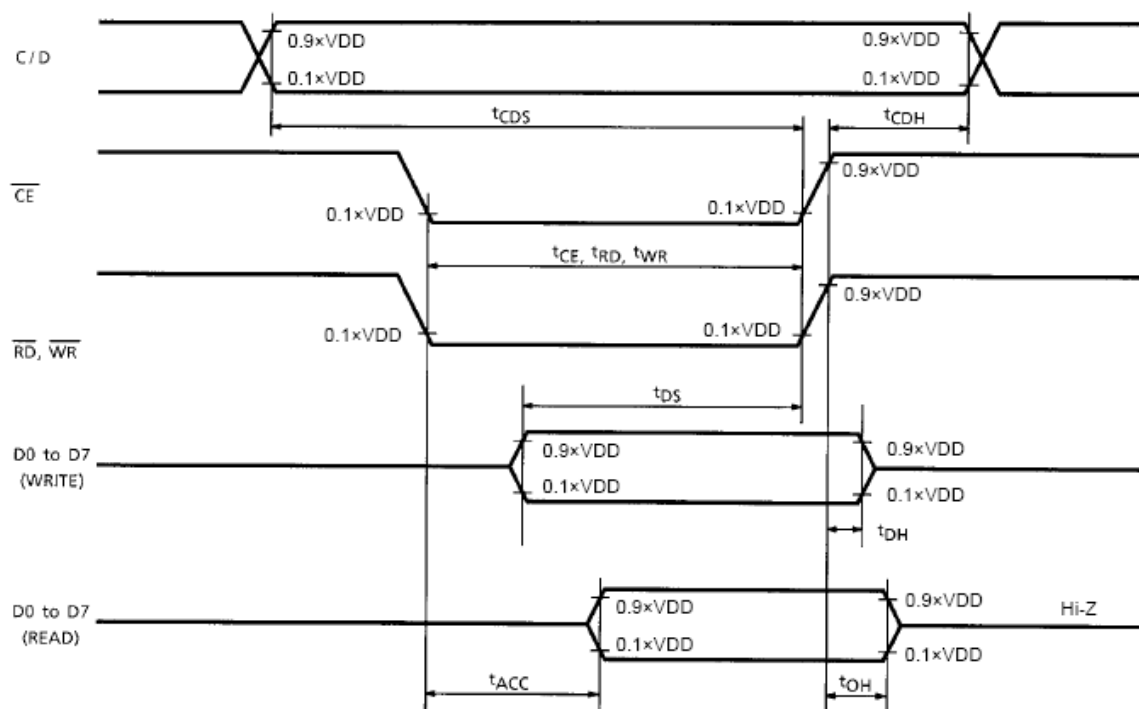 C/D
0.9×VDD
0.9×VDD
0.1×VDD
0.1×VDD
tCDS
tCDH
CE
0.9×VDD
0.1×VDD
0.1×VDD
tCE, tRD, tWR
0.9×VDD
0.1×VDD
0.1×VDD
RD, WR
tDS
D0 to D7
(WRITE)
0.9×VDD
0.9×VDD
0.1×VDD
0.1×VDD
tDH
D0 to D7
(READ)
0.9×VDD
0.9×VDD
Hi-Z
0.1×VDD
0.1×VDD
tACC
tOH